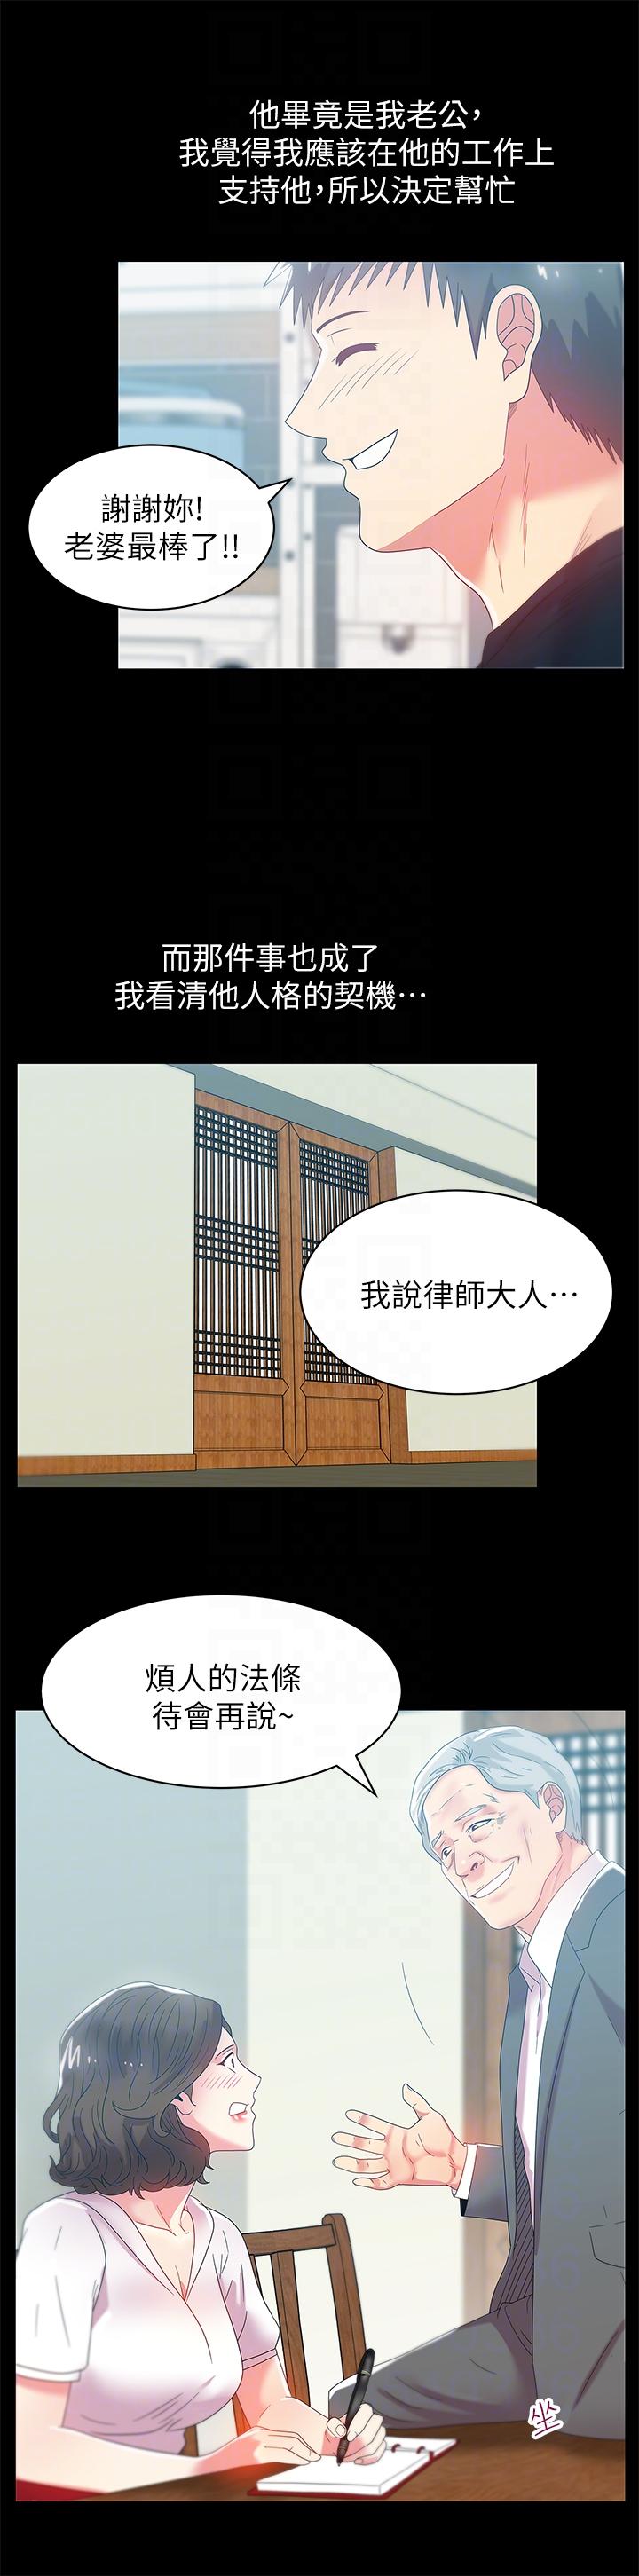 他畢竟是我老公，
我覺得我應該在他的工作上
支持他，所以決定幫忙
謝謝妳!
老婆最棒了!!
而那件事也成了
我看清他人格的契機…
我說律師大人…
煩人的法條
待會再說~
坐